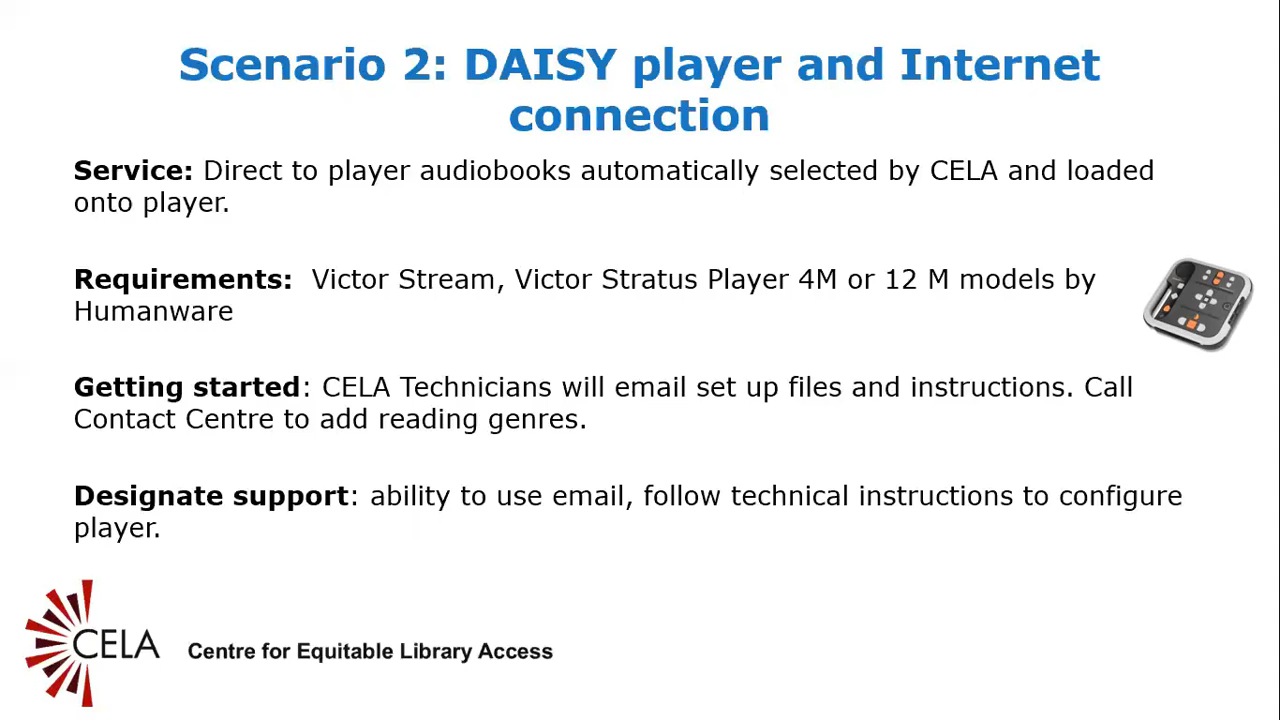 Scenario 2: DAISY player and Internet
connection
Service: Direct to player audiobooks automatically selected by CELA and loaded
onto player.
Requirements:  Victor Stream, Victor Stratus Player 4M or 12 M models by
Humanware
Getting started: CELA Technicians will email set up files and instructions. Call
Contact Centre to add reading genres.
Designate support: ability to use email, follow technical instructions to configure
player.
CELA
Centre for Equitable Library Access